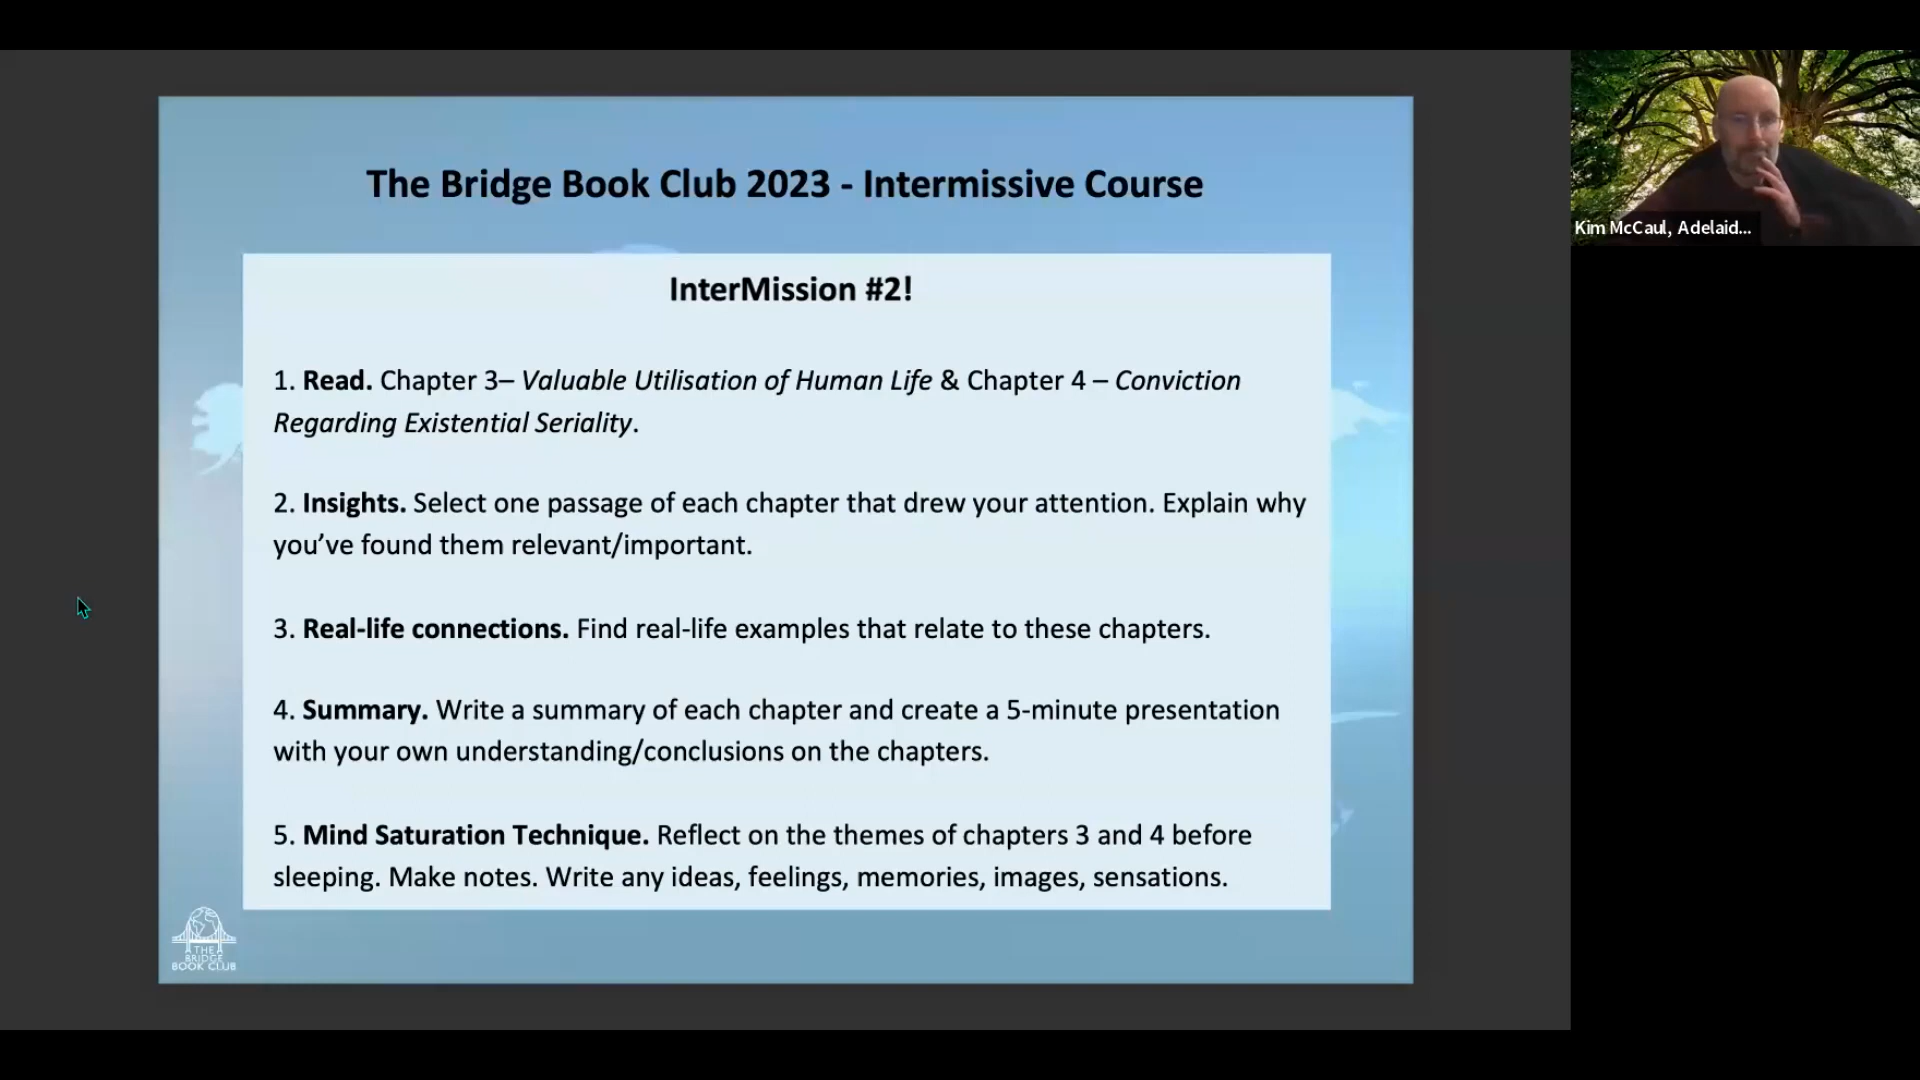 The Bridge Book Club 2023 - Intermissive Course
Kim McCaul, Adelaid...
InterMission #2!
1. Read. Chapter 3– Valuable Utilisation of Human Life & Chapter 4 – Conviction
Regarding Existential Seriality.
2. Insights. Select one passage of each chapter that drew your attention. Explain why
you’ve found them relevant/important.
3. Real-life connections. Find real-life examples that relate to these chapters.
4. Summary. Write a summary of each chapter and create a 5-minute presentation
with your own understanding/conclusions on the chapters.
5. Mind Saturation Technique. Reflect on the themes of chapters 3 and 4 before
sleeping. Make notes. Write any ideas, feelings, memories, images, sensations.
THE
BRIDGE
BOOK CLUB